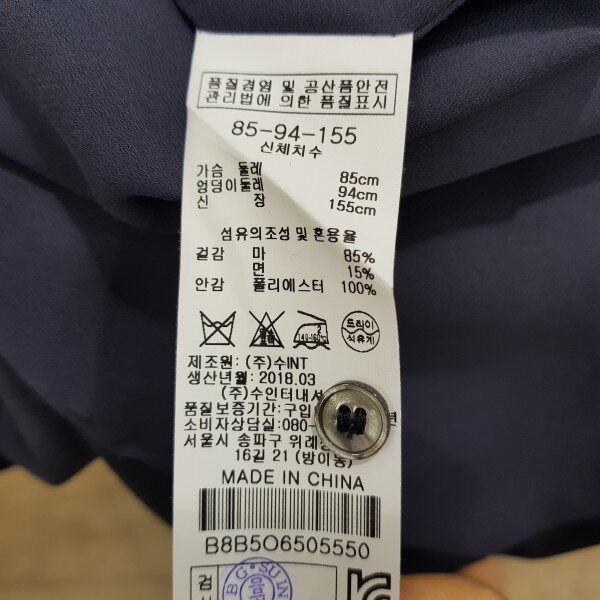 품질경영 및 공산품안전
관리법에 의한 품질표시
85-94-155
신체치수
가슴 둘레 85cm
엉덩이둘레 94cm
신 장 155cm
섬유의조성 및 혼용율
겉감 마 85%
면 15%
안감 폴리에스터 100%
140-160℃
드라이
석유계
제조원: (주)수INT
생산년월: 2018.03
(주)수인터내셔
품질보증기간: 구입
소비자상담실: 080-
서울시 송파구 위례
16길 21 (방이동)
MADE IN CHINA
B8B5O6505550
검